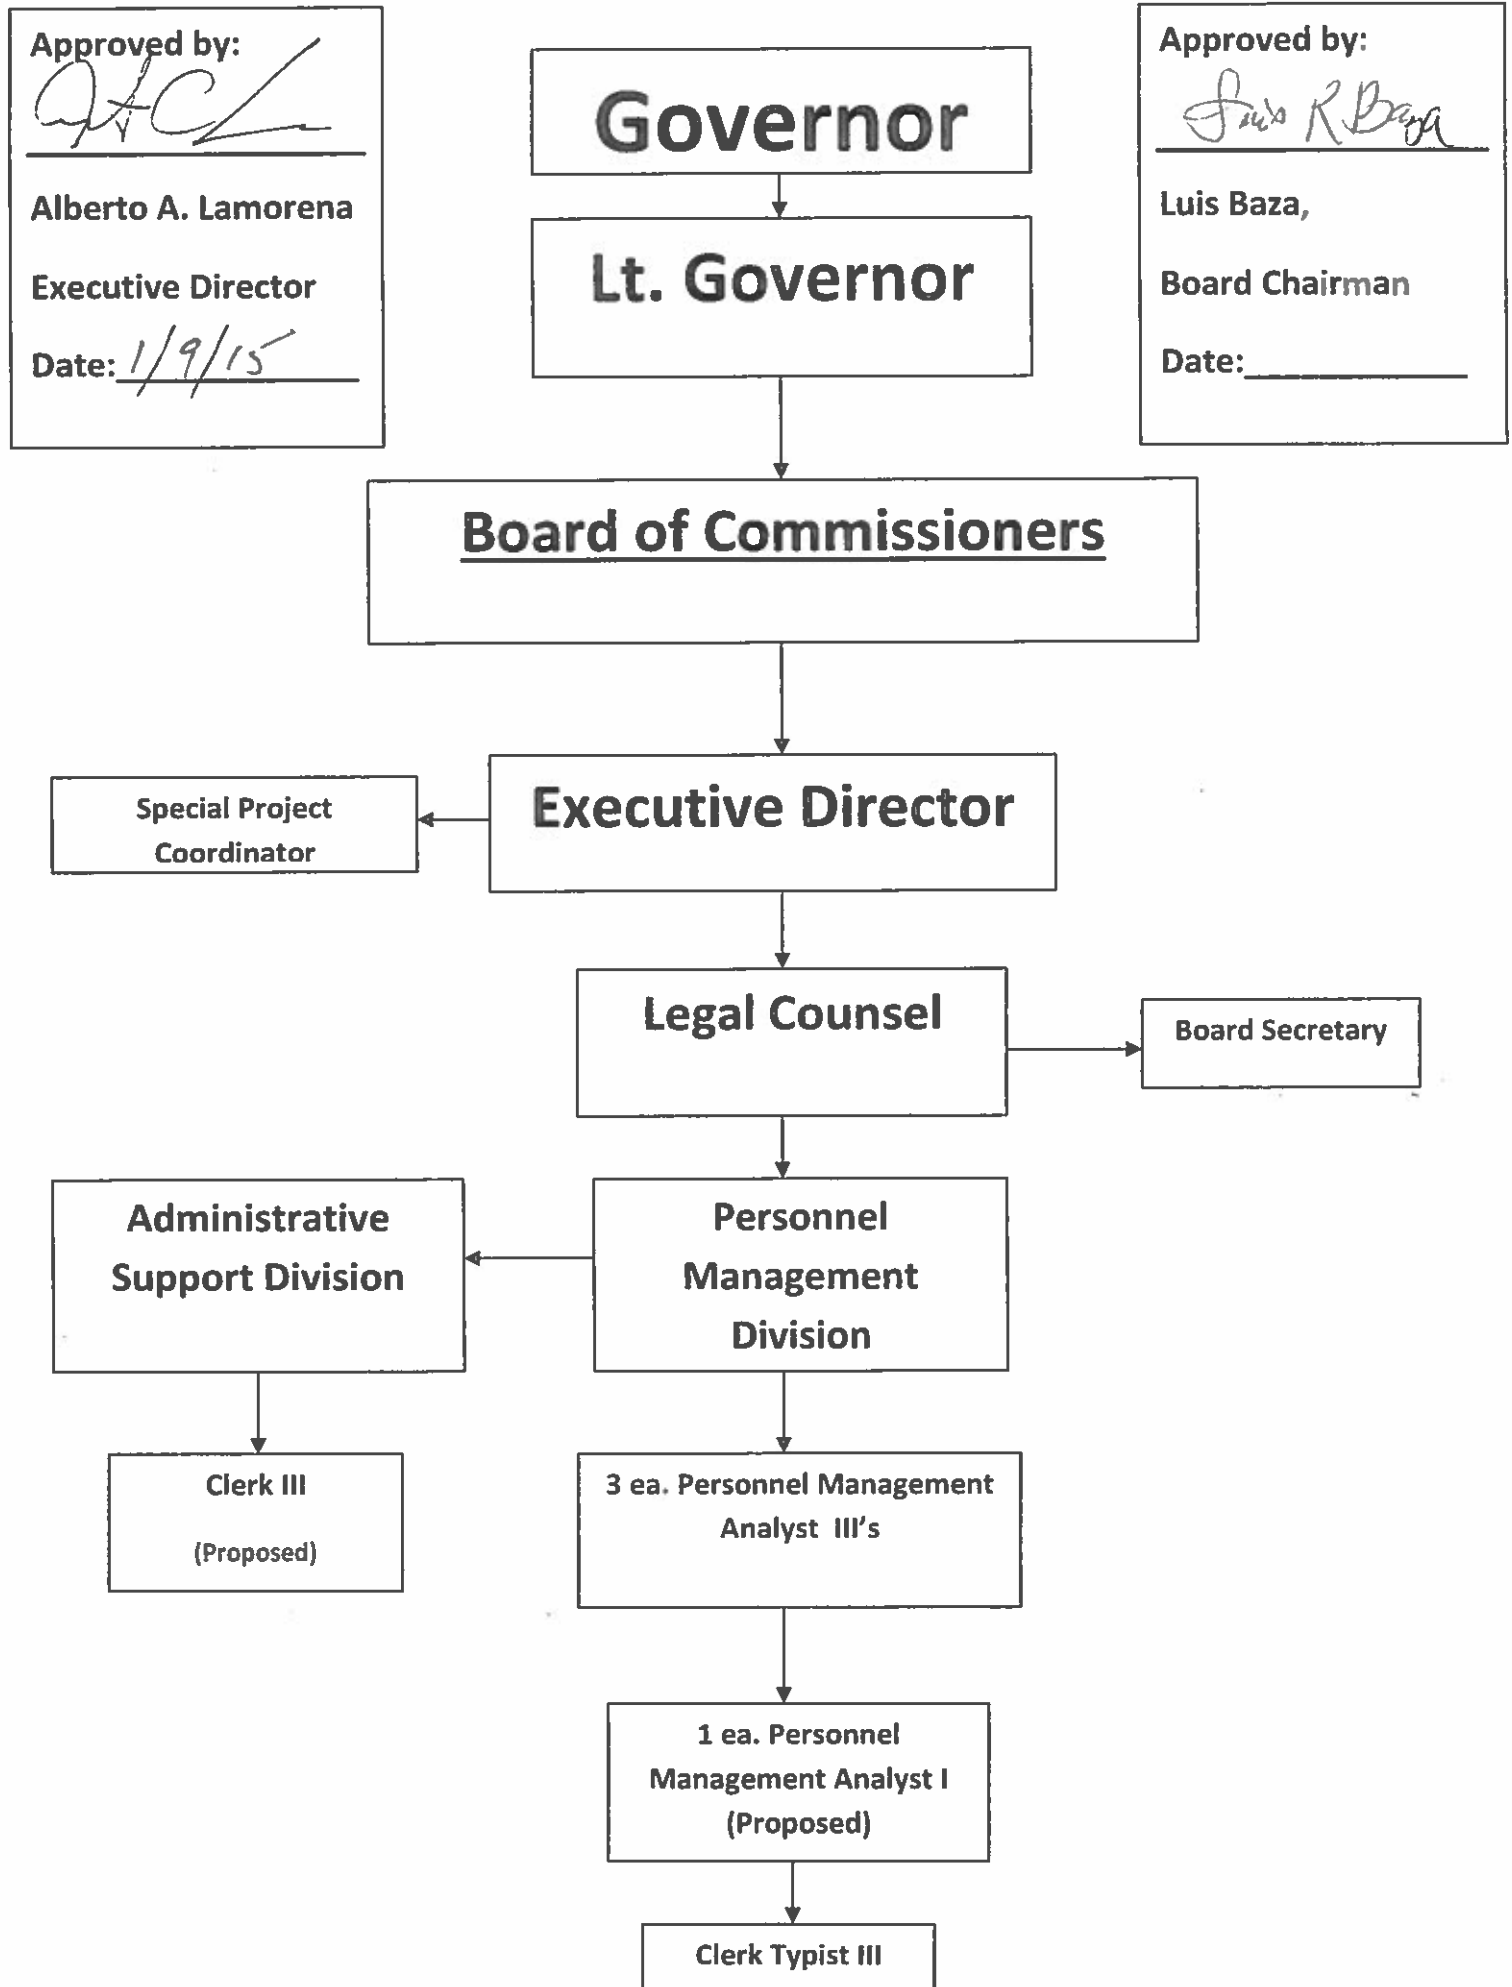 Approved by:
Alberto A. Lamorena
Executive Director
Date: 1/9/15
Governor
Lt. Governor
Approved by:
Luis R Baza
Luis Baza,
Board Chairman
Date:
Board of Commissioners
Special Project
Coordinator
Executive Director
Legal Counsel
Board Secretary
Administrative
Support Division
Personnel
Management
Division
Clerk III
(Proposed)
3 ea. Personnel Management
Analyst III's
1 ea. Personnel
Management Analyst I
(Proposed)
Clerk Typist III